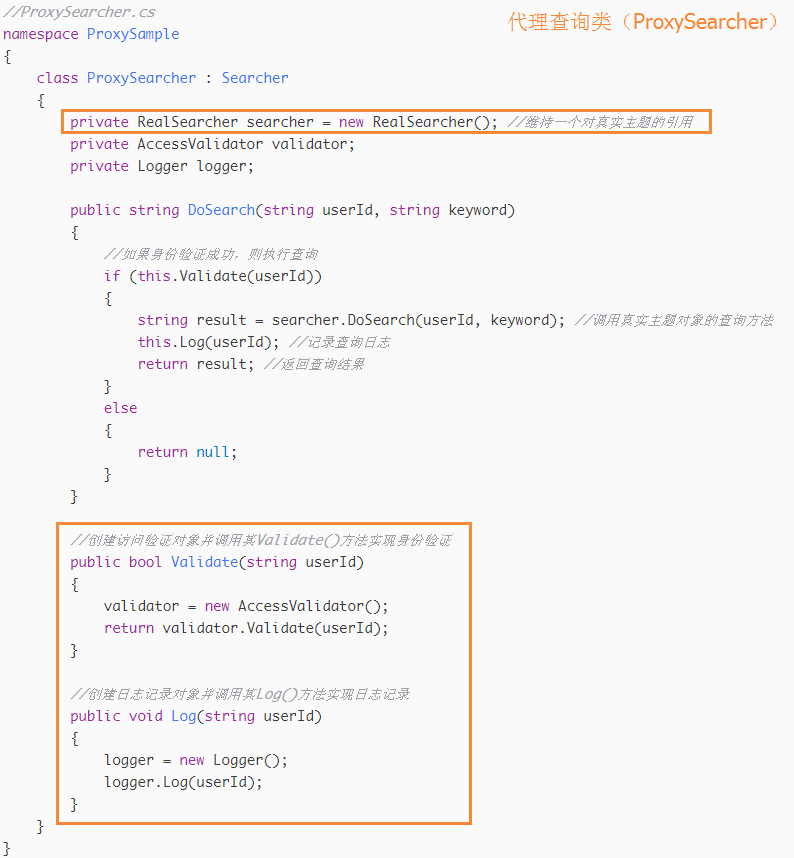 //ProxySearcher.cs
代理查询类（ProxySearcher）
namespace ProxySample
{
    class ProxySearcher : Searcher
    {
        private RealSearcher searcher = new RealSearcher(); //维持一个对真实主题的引用
        private AccessValidator validator;
        private Logger logger;

        public string DoSearch(string userId, string keyword)
        {
            //如果身份验证成功，则执行查询
            if (this.Validate(userId))
            {
                string result = searcher.DoSearch(userId, keyword); //调用真实主题对象的查询方法
                this.Log(userId); //记录查询日志
                return result; //返回查询结果
            }
            else
            {
                return null;
            }
        }

        //创建访问验证对象并调用其Validate()方法实现身份验证
        public bool Validate(string userId)
        {
            validator = new AccessValidator();
            return validator.Validate(userId);
        }

        //创建日志记录对象并调用其Log()方法实现日志记录
        public void Log(string userId)
        {
            logger = new Logger();
            logger.Log(userId);
        }
    }
}